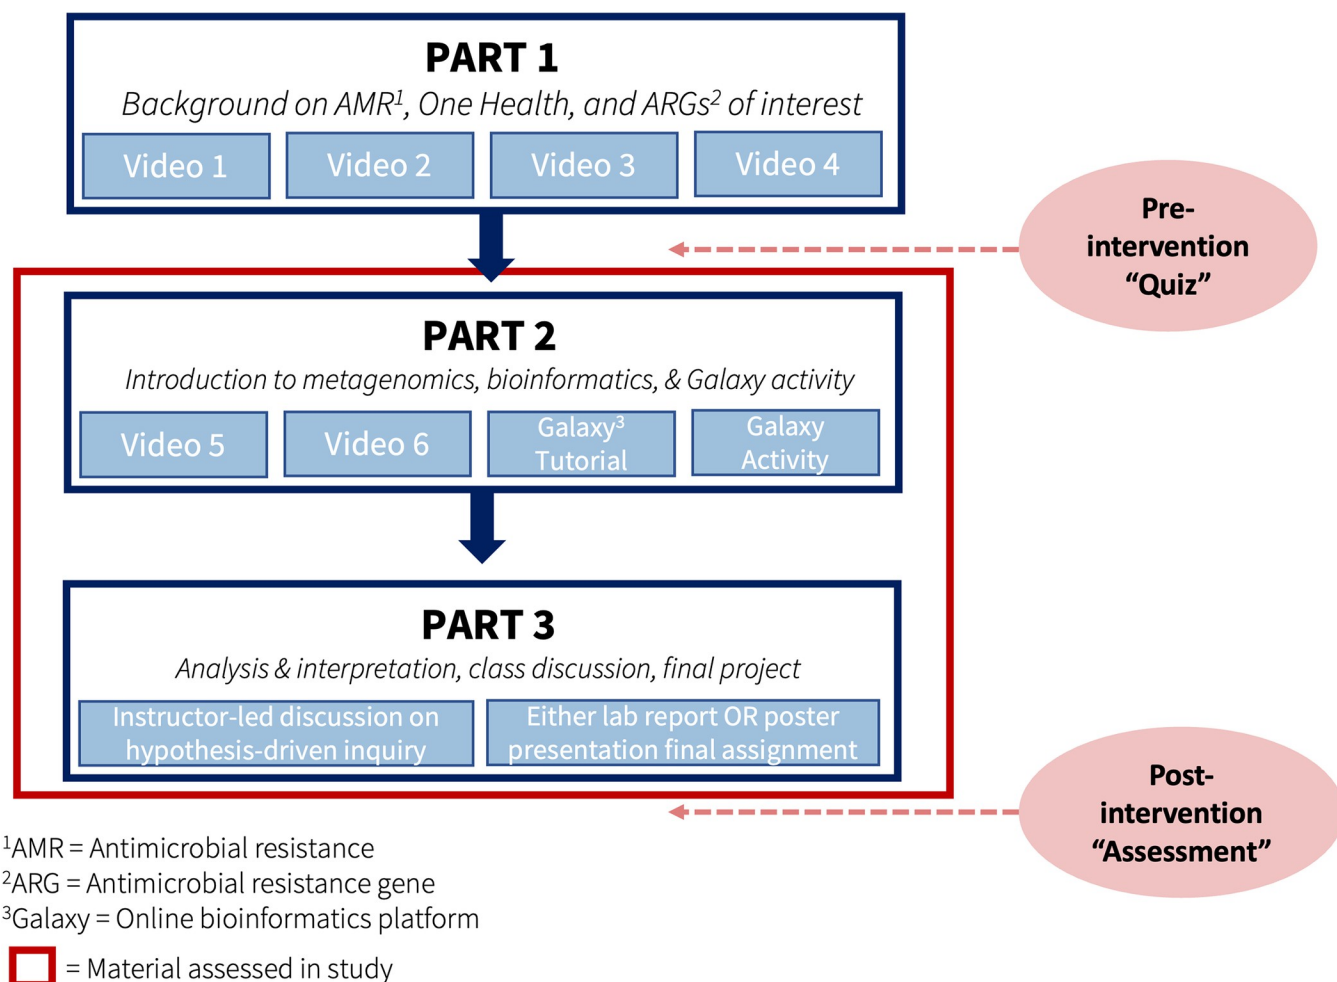 PART 1
Background on AMR¹, One Health, and ARGs² of interest
Video 1
Video 2
Video 3
Video 4
Pre-
intervention
“Quiz”
PART 2
Introduction to metagenomics, bioinformatics, & Galaxy activity
Video 5
Video 6
Galaxy³
Tutorial
Galaxy
Activity
PART 3
Analysis & interpretation, class discussion, final project
Instructor-led discussion on
hypothesis-driven inquiry
Either lab report OR poster
presentation final assignment
Post-
intervention
“Assessment”
¹AMR = Antimicrobial resistance
²ARG = Antimicrobial resistance gene
³Galaxy = Online bioinformatics platform
= Material assessed in study